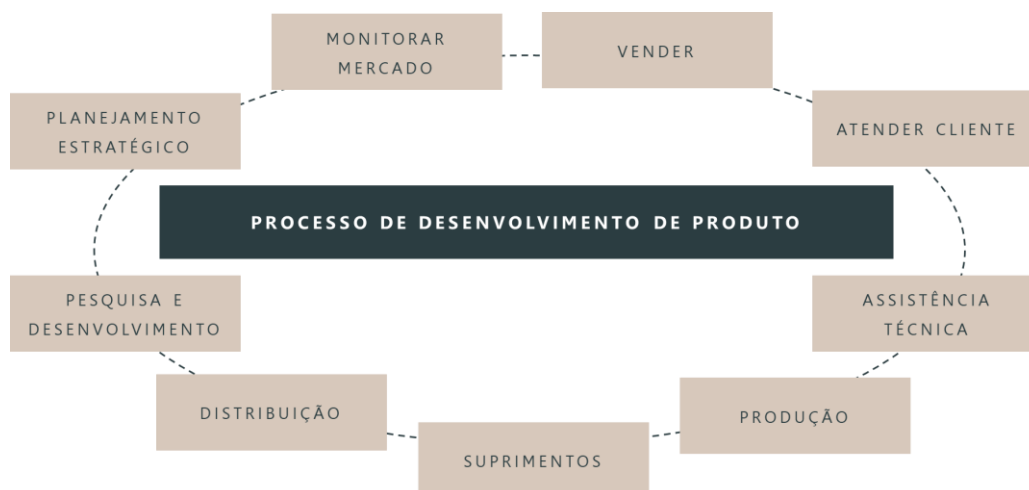 MONITORAR
MERCADO
VENDER
PLANEJAMENTO
ESTRATÉGICO
ATENDER CLIENTE
PROCESSO DE DESENVOLVIMENTO DE PRODUTO
PESQUISA E
DESENVOLVIMENTO
ASSISTÊNCIA
TÉCNICA
DISTRIBUIÇÃO
PRODUÇÃO
SUPRIMENTOS